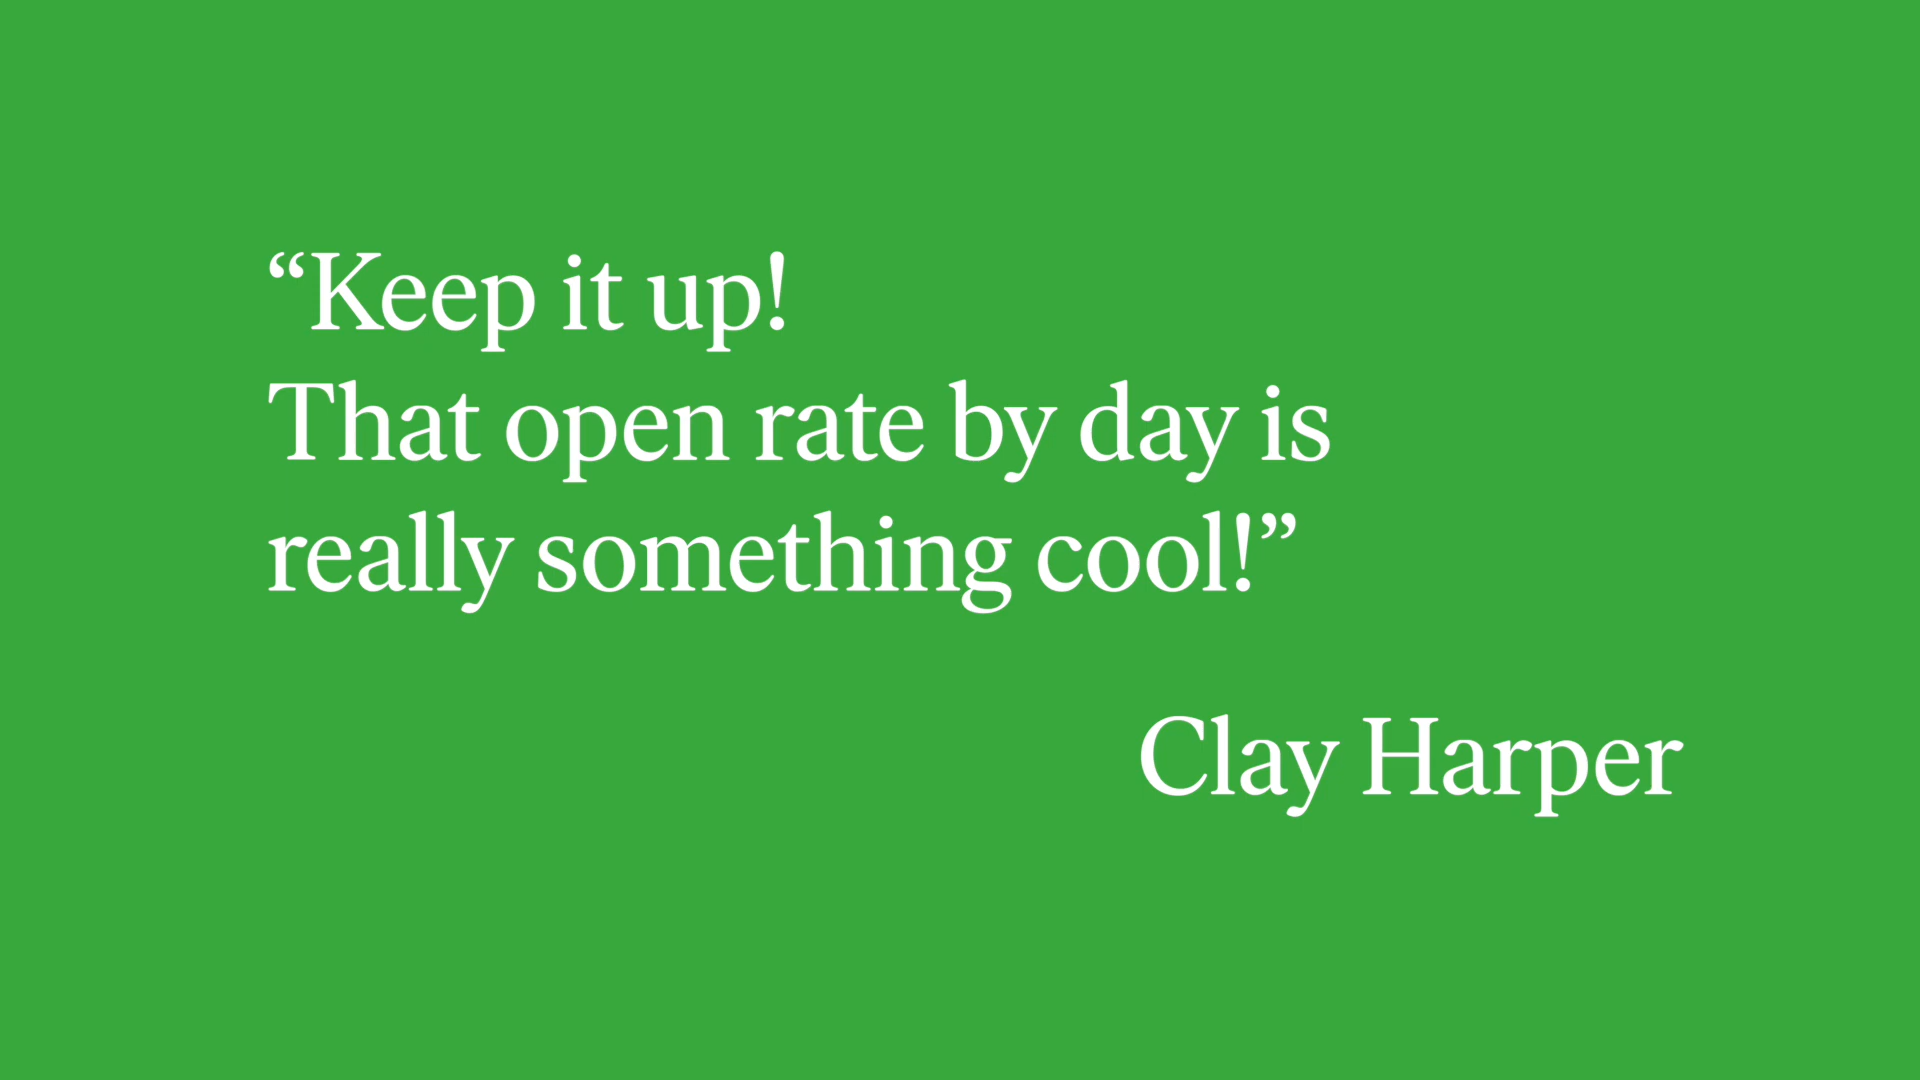 “Keep it up!
That open rate by day is
really something cool!”
Clay Harper